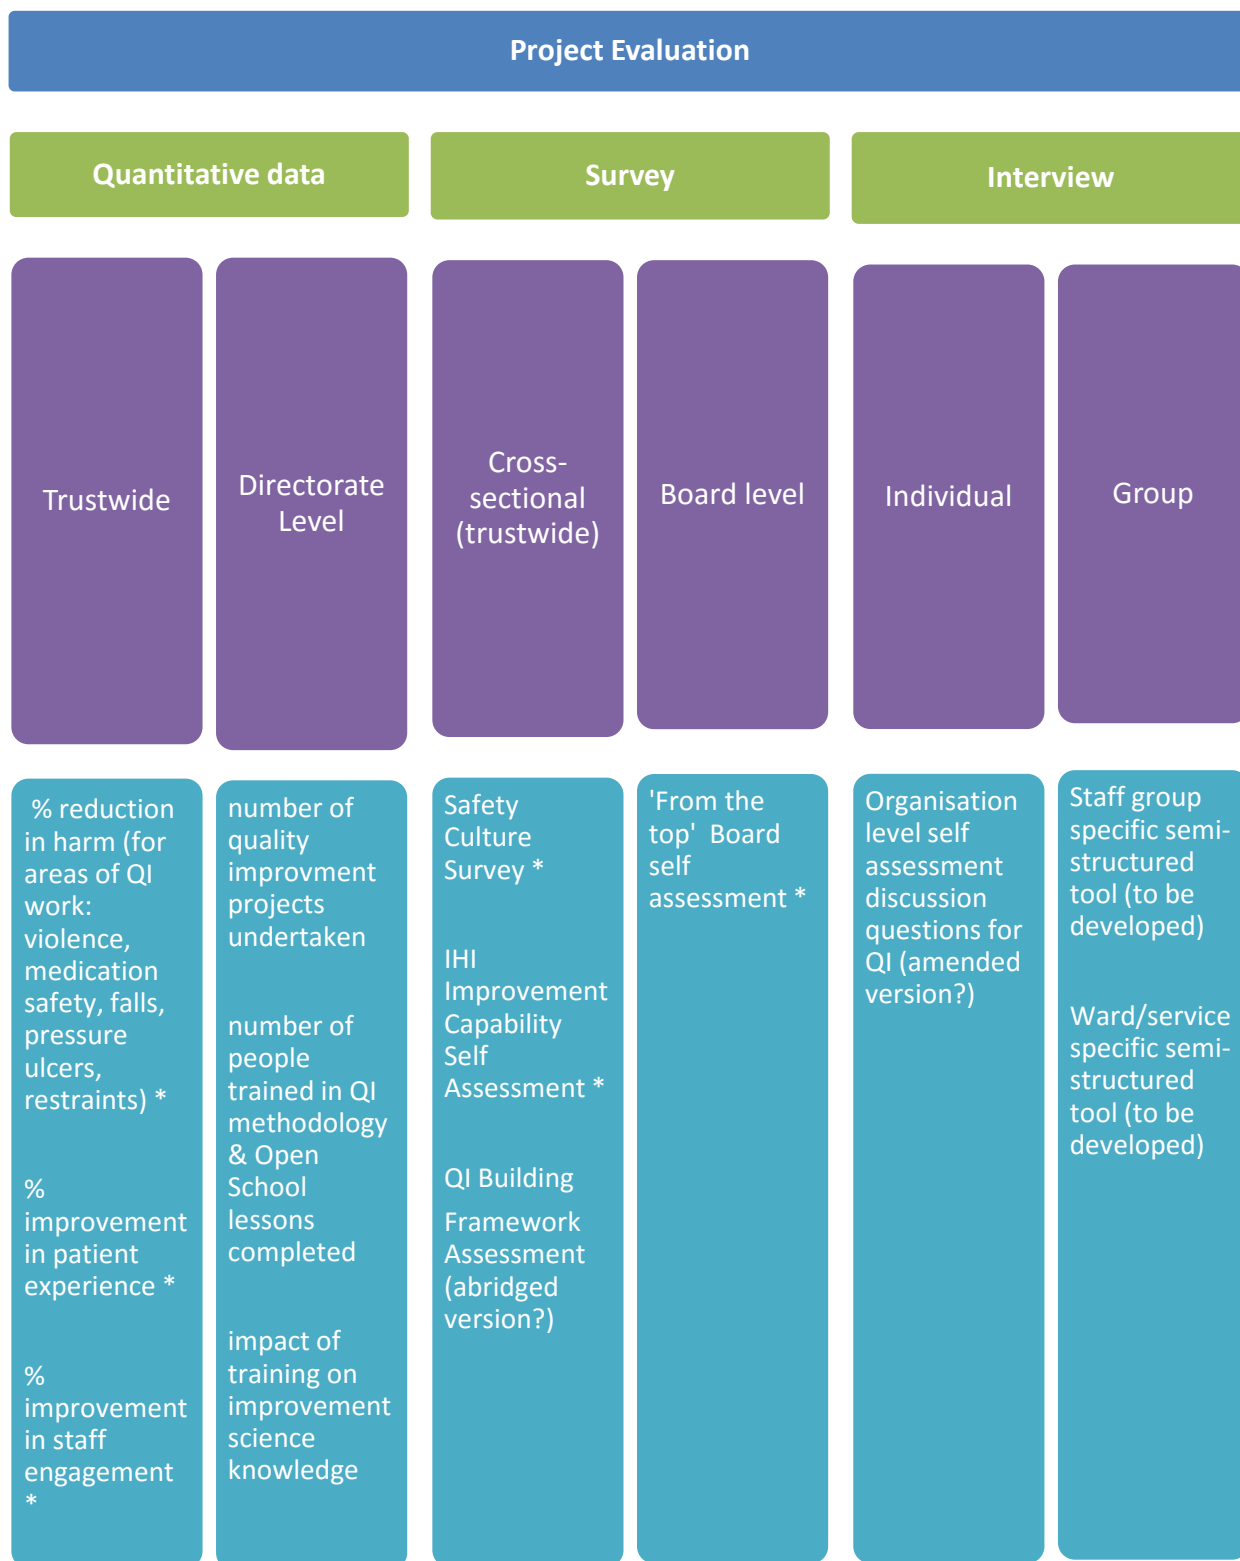 Project Evaluation
Quantitative data
Survey
Interview
Trustwide
Directorate
Level
Cross-
sectional
(trustwide)
Board level
Individual
Group
% reduction
in harm (for
areas of QI
work:
violence,
medication
safety, falls,
pressure
ulcers,
restraints) *
%
improvement
in patient
experience *
%
improvement
in staff
engagement
*
number of
quality
improvment
projects
undertaken
number of
people
trained in QI
methodology
& Open
School
lessons
completed
impact of
training on
improvement
science
knowledge
Safety
Culture
Survey *
IHI
Improvement
Capability
Self
Assessment *
QI Building
Framework
Assessment
(abridged
version?)
'From the
top' Board
self
assessment *
Organisation
level self
assessment
discussion
questions for
QI (amended
version?)
Staff group
specific semi-
structured
tool (to be
developed)
Ward/service
specific semi-
structured
tool (to be
developed)